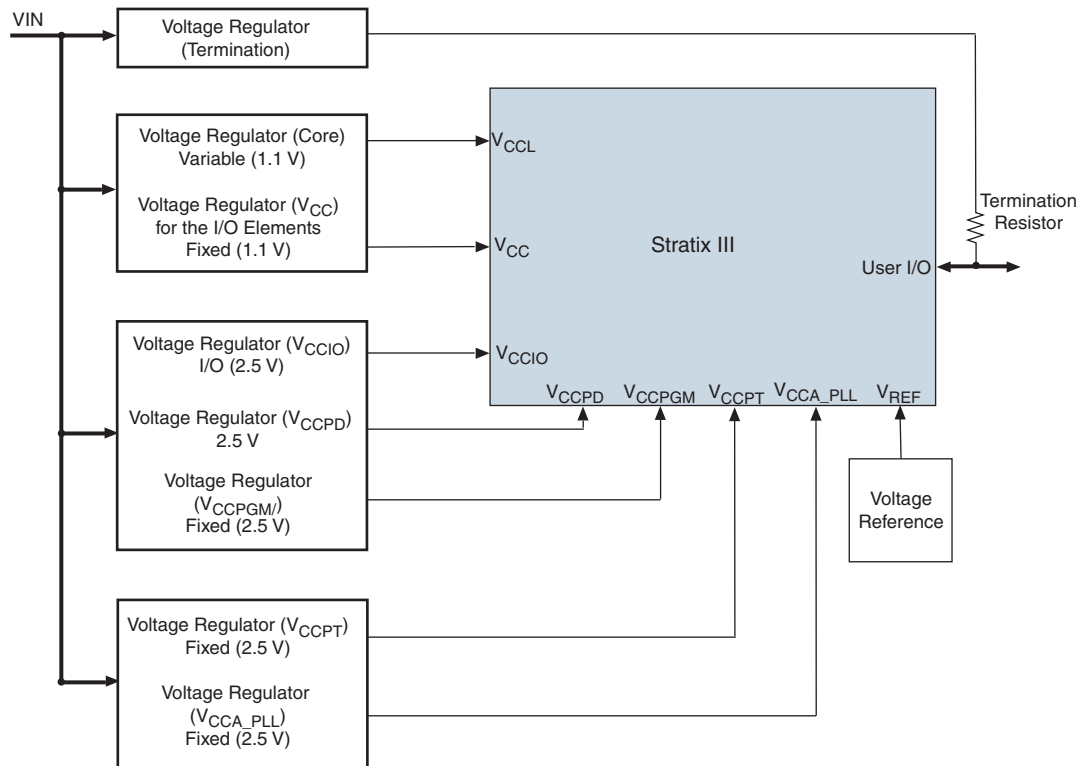 VIN
Voltage Regulator
(Termination)
Voltage Regulator (Core)
Variable (1.1 V)
Voltage Regulator (VCC)
for the I/O Elements
Fixed (1.1 V)
Voltage Regulator (VCCIO)
I/O (2.5 V)
Voltage Regulator (VCCPD)
2.5 V
Voltage Regulator
(VCCPGM/)
Fixed (2.5 V)
Voltage Regulator (VCCPT)
Fixed (2.5 V)
Voltage Regulator
(VCCA_PLL)
Fixed (2.5 V)
VCCL
VCC
Stratix III
User I/O
VCCIO
VCCPD
VCCPGM
VCCPT
VCCA_PLL
VREF
Termination
Resistor
Voltage
Reference